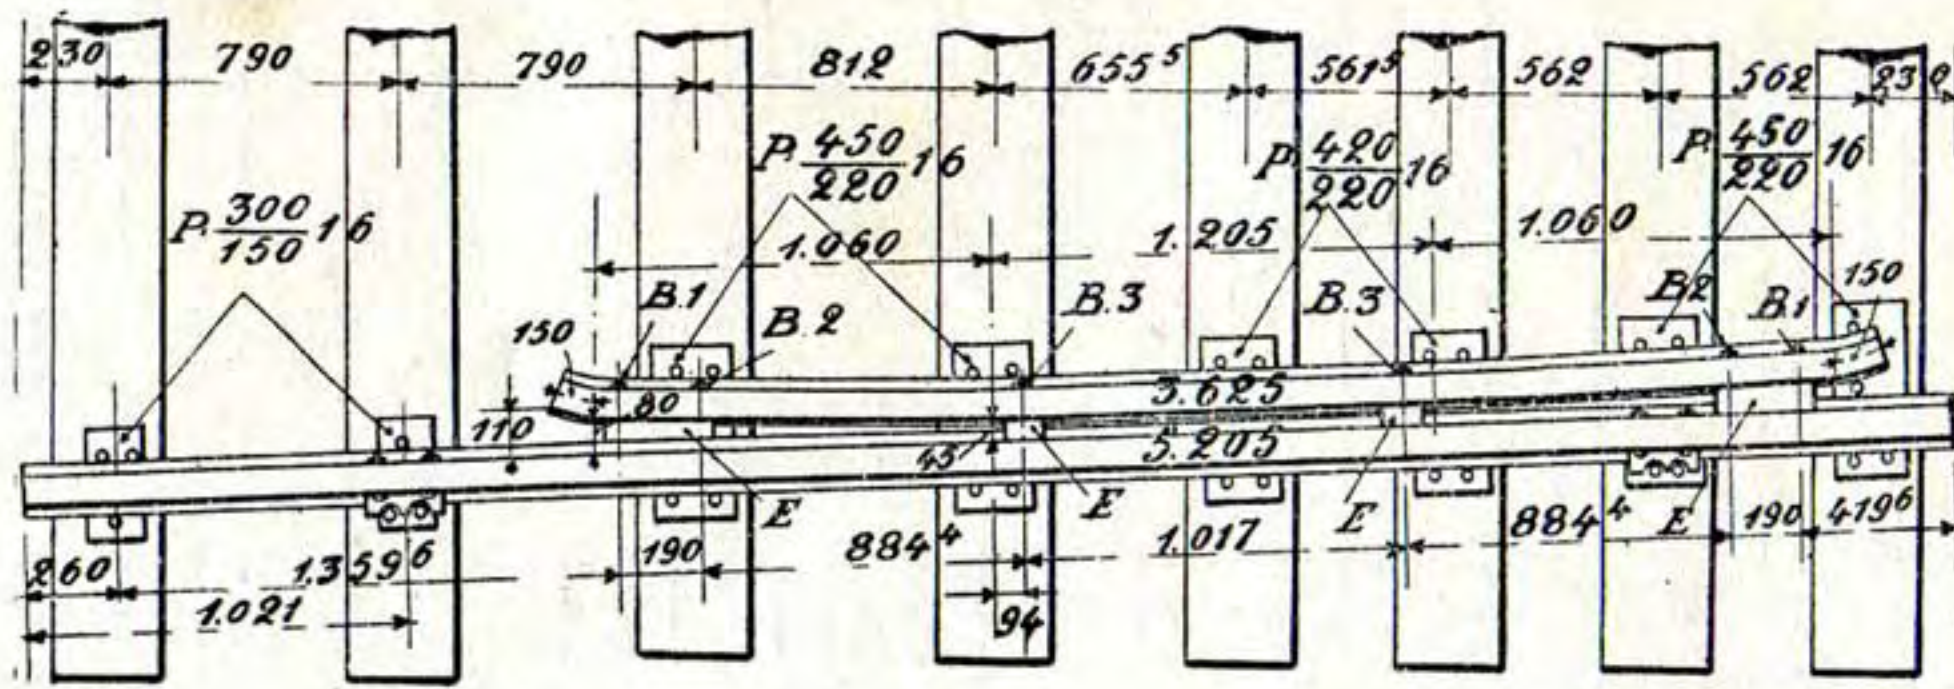 230 790 790 812 655⁵ 561⁵ 562 562 230
P. 300/150 16
P. 450/220 16
P. 420/220 16
P. 450/220 16
1.060 1.205 1.060
150 B.1 B.2 B.3 B.3 B2 B.1 150
80 3.625
110 45 5.205
E E E E
260 1.359⁶ 190 884⁴ 1.017 884⁴ 190 419⁶
1.021 94